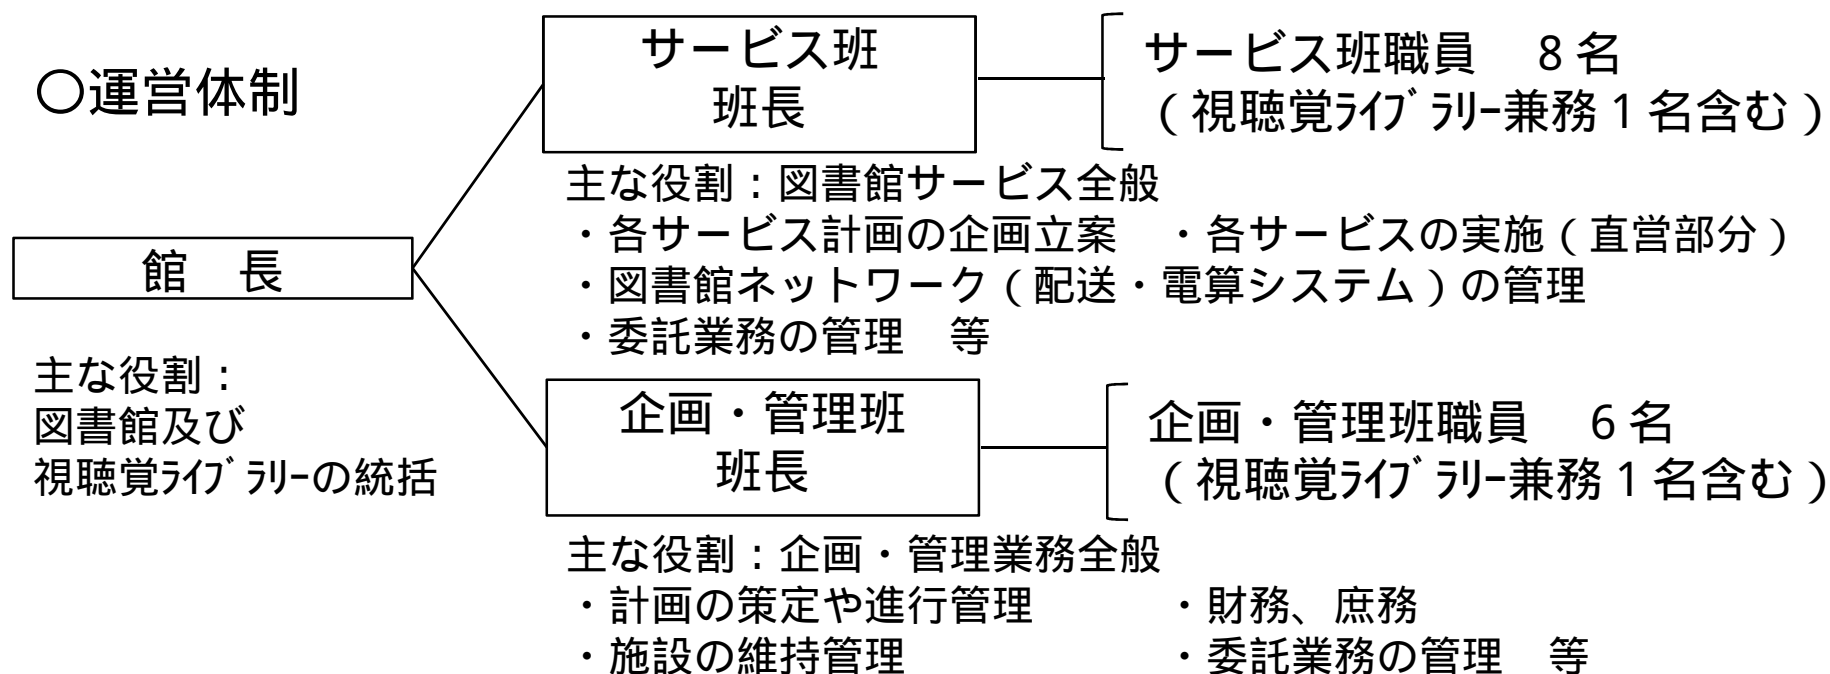 〇運営体制
サービス班
班長
サービス班職員　8名
（視聴覚ﾗｲﾌﾞﾗﾘｰ兼務1名含む）
主な役割：図書館サービス全般
・各サービス計画の企画立案　・各サービスの実施（直営部分）
・図書館ネットワーク（配送・電算システム）の管理
・委託業務の管理　等
館　長
主な役割：
図書館及び
視聴覚ﾗｲﾌﾞﾗﾘｰの統括
企画・管理班
班長
企画・管理班職員　6名
（視聴覚ﾗｲﾌﾞﾗﾘｰ兼務1名含む）
主な役割：企画・管理業務全般
・計画の策定や進行管理　　　・財務、庶務
・施設の維持管理　　　　　　・委託業務の管理　等